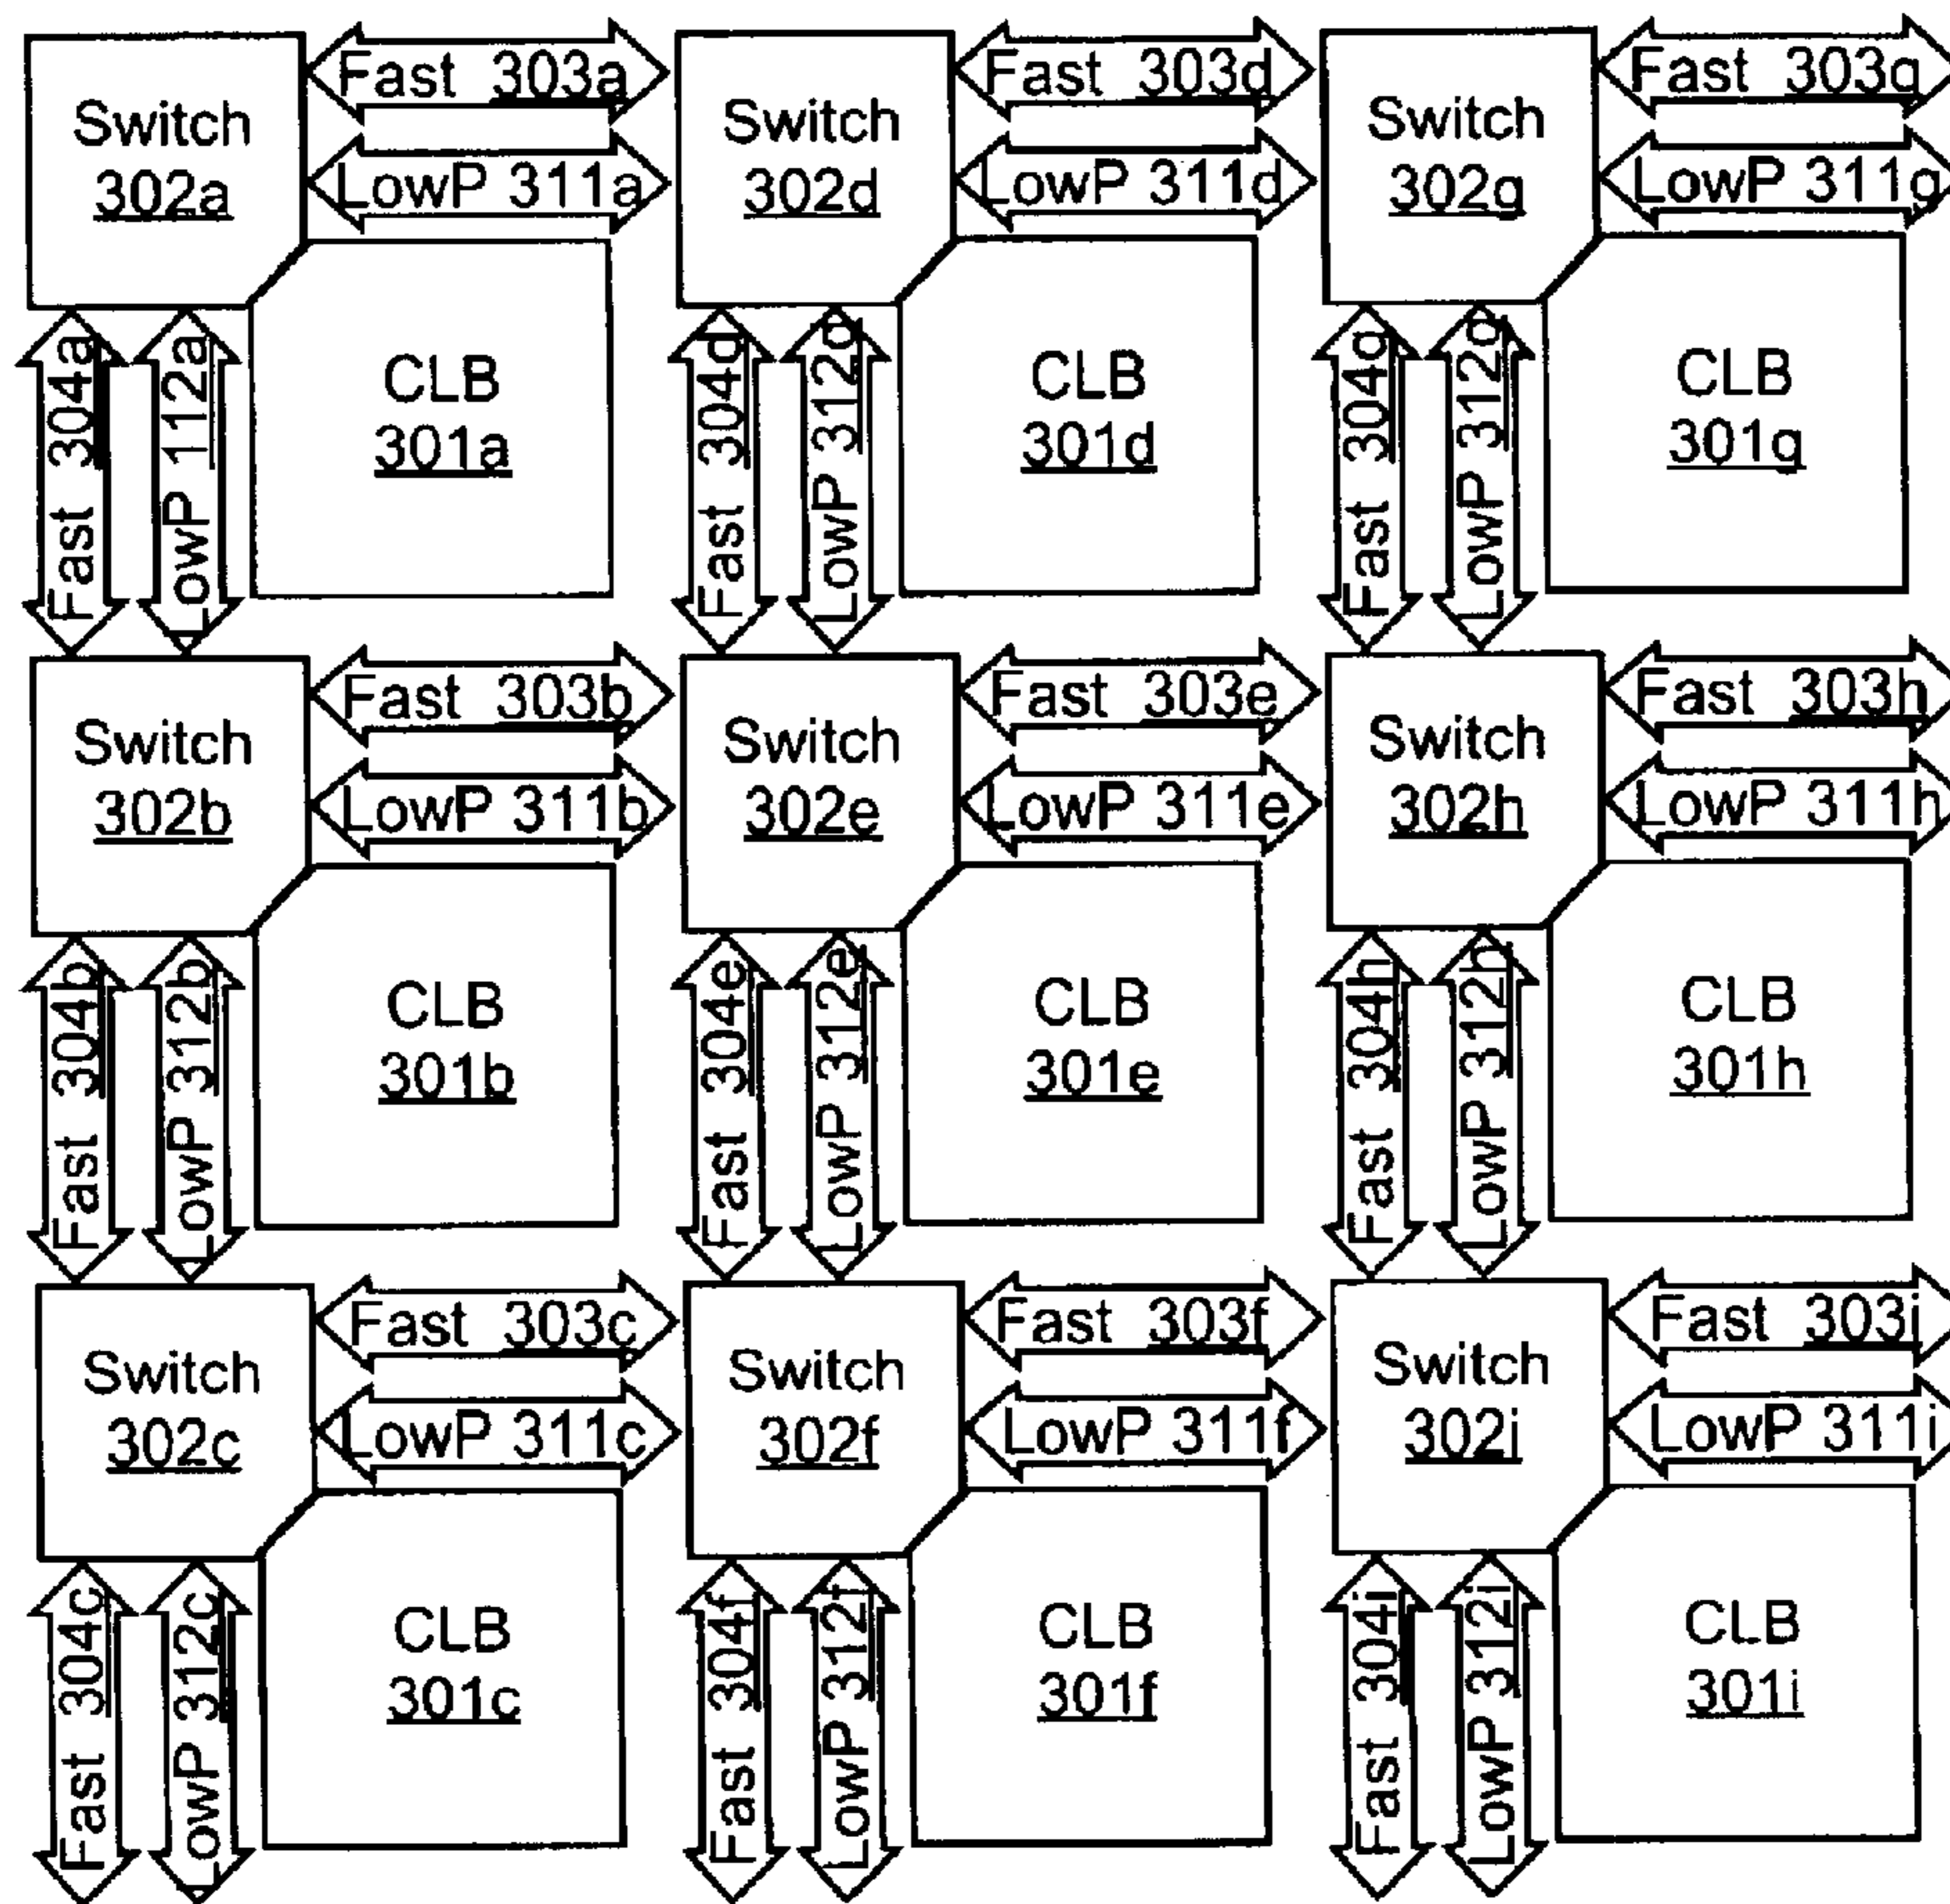 Fast 303a
Fast 303d
Fast 303g
Switch
302a
Switch
302d
Switch
302g
LowP 311a
LowP 311d
LowP 311g
Fast 304a
LowP 112a
CLB
301a
Fast 304d
LowP 312d
CLB
301d
Fast 304g
LowP 312g
CLB
301g
Fast 303b
Fast 303e
Fast 303h
Switch
302b
Switch
302e
Switch
302h
LowP 311b
LowP 311e
LowP 311h
Fast 304b
LowP 312b
CLB
301b
Fast 304e
LowP 312e
CLB
301e
Fast 304h
LowP 312h
CLB
301h
Fast 303c
Fast 303f
Fast 303i
Switch
302c
Switch
302f
Switch
302i
LowP 311c
LowP 311f
LowP 311i
Fast 304c
LowP 312c
CLB
301c
Fast 304f
LowP 312f
CLB
301f
Fast 304i
LowP 312i
CLB
301i